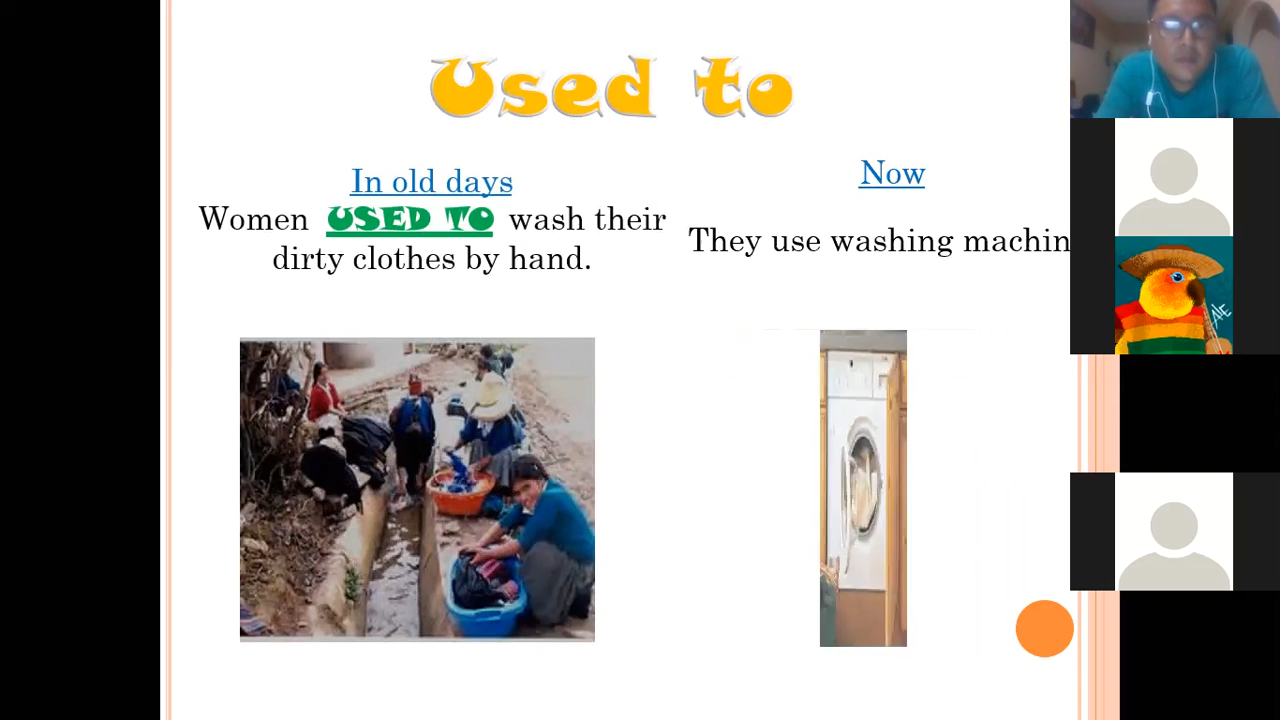 Used to
In old days
Women USED TO wash their
dirty clothes by hand.
Now
They use washing machin
ALE